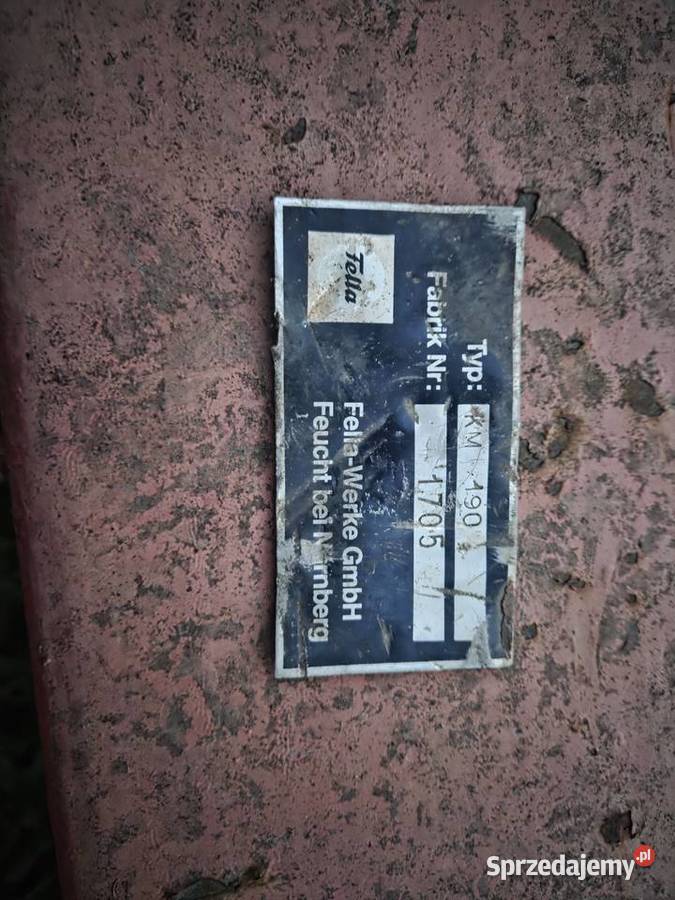 Typ: KM 190
Fabrik Nr: 1705
Fella
Fella-Werke GmbH
Feucht bei Nürnberg
Sprzedajemy.pl